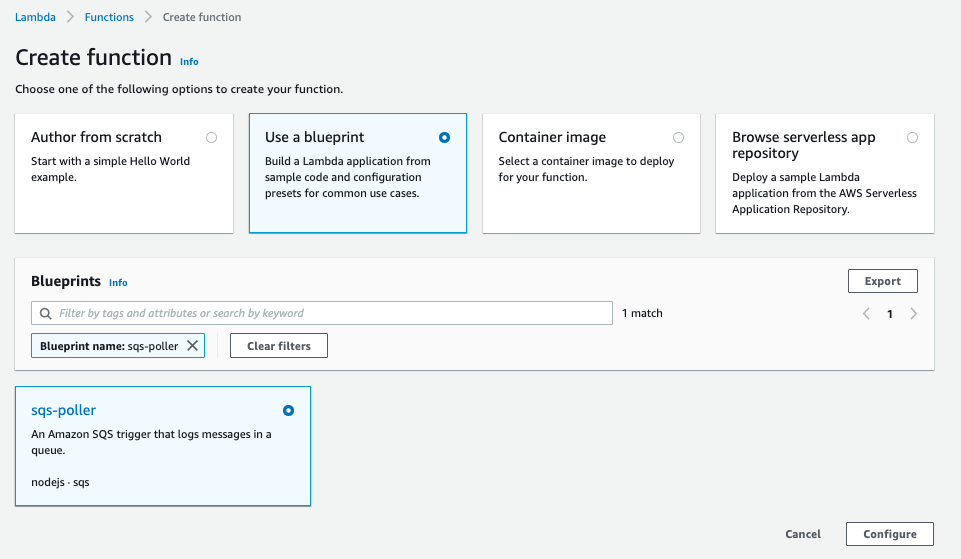 Lambda > Functions > Create function
Create function Info
Choose one of the following options to create your function.
Author from scratch
Start with a simple Hello World
example.
Use a blueprint
Build a Lambda application from
sample code and configuration
presets for common use cases.
Container image
Select a container image to deploy
for your function.
Browse serverless app
repository
Deploy a sample Lambda
application from the AWS Serverless
Application Repository.
Blueprints Info
Export
Filter by tags and attributes or search by keyword
1 match
1
Blueprint name: sqs-poller
Clear filters
sqs-poller
An Amazon SQS trigger that logs messages in a
queue.
nodejs · sqs
Cancel
Configure